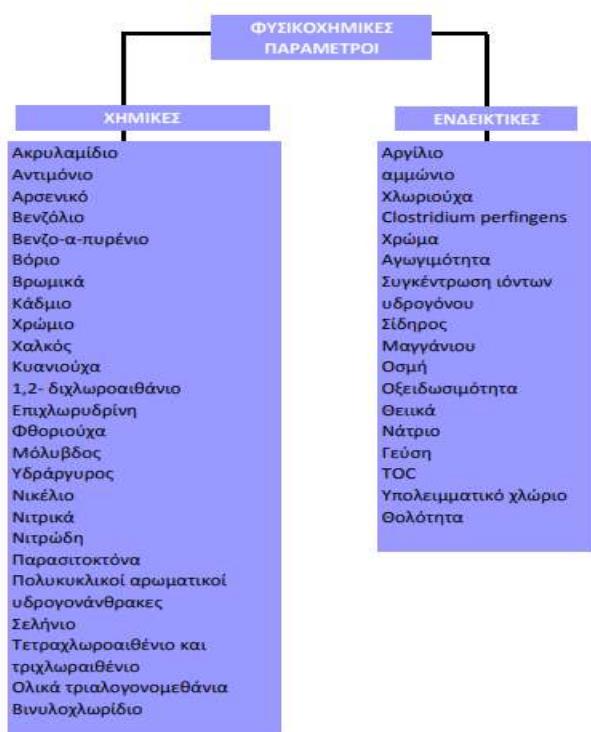 ΦΥΣΙΚΟΧΗΜΙΚΕΣ
ΠΑΡΑΜΕΤΡΟΙ
ΧΗΜΙΚΕΣ
Ακρυλαμίδιο
Αντιμόνιο
Αρσενικό
Βενζόλιο
Βενζο-α-πυρένιο
Βόριο
Βρωμικά
Κάδμιο
Χρώμιο
Χαλκός
Κυανιούχα
1,2- διχλωροαιθάνιο
Επιχλωρυδρίνη
Φθοριούχα
Μόλυβδος
Υδράργυρος
Νικέλιο
Νιτρικά
Νιτρώδη
Παρασιτοκτόνα
Πολυκυκλικοί αρωματικοί
υδρογονάνθρακες
Σελήνιο
Τετραχλωροαιθένιο και
τριχλωραιθένιο
Ολικά τριαλογονομεθάνια
Βινυλοχλωρίδιο
ΕΝΔΕΙΚΤΙΚΕΣ
Αργίλιο
αμμώνιο
Χλωριούχα
Clostridium perfingens
Χρώμα
Αγωγιμότητα
Συγκέντρωση ιόντων
υδρογόνου
Σίδηρος
Μαγγάνιου
Οσμή
Οξειδωσιμότητα
Θειικά
Νάτριο
Γεύση
TOC
Υπολειμματικό χλώριο
Θολότητα